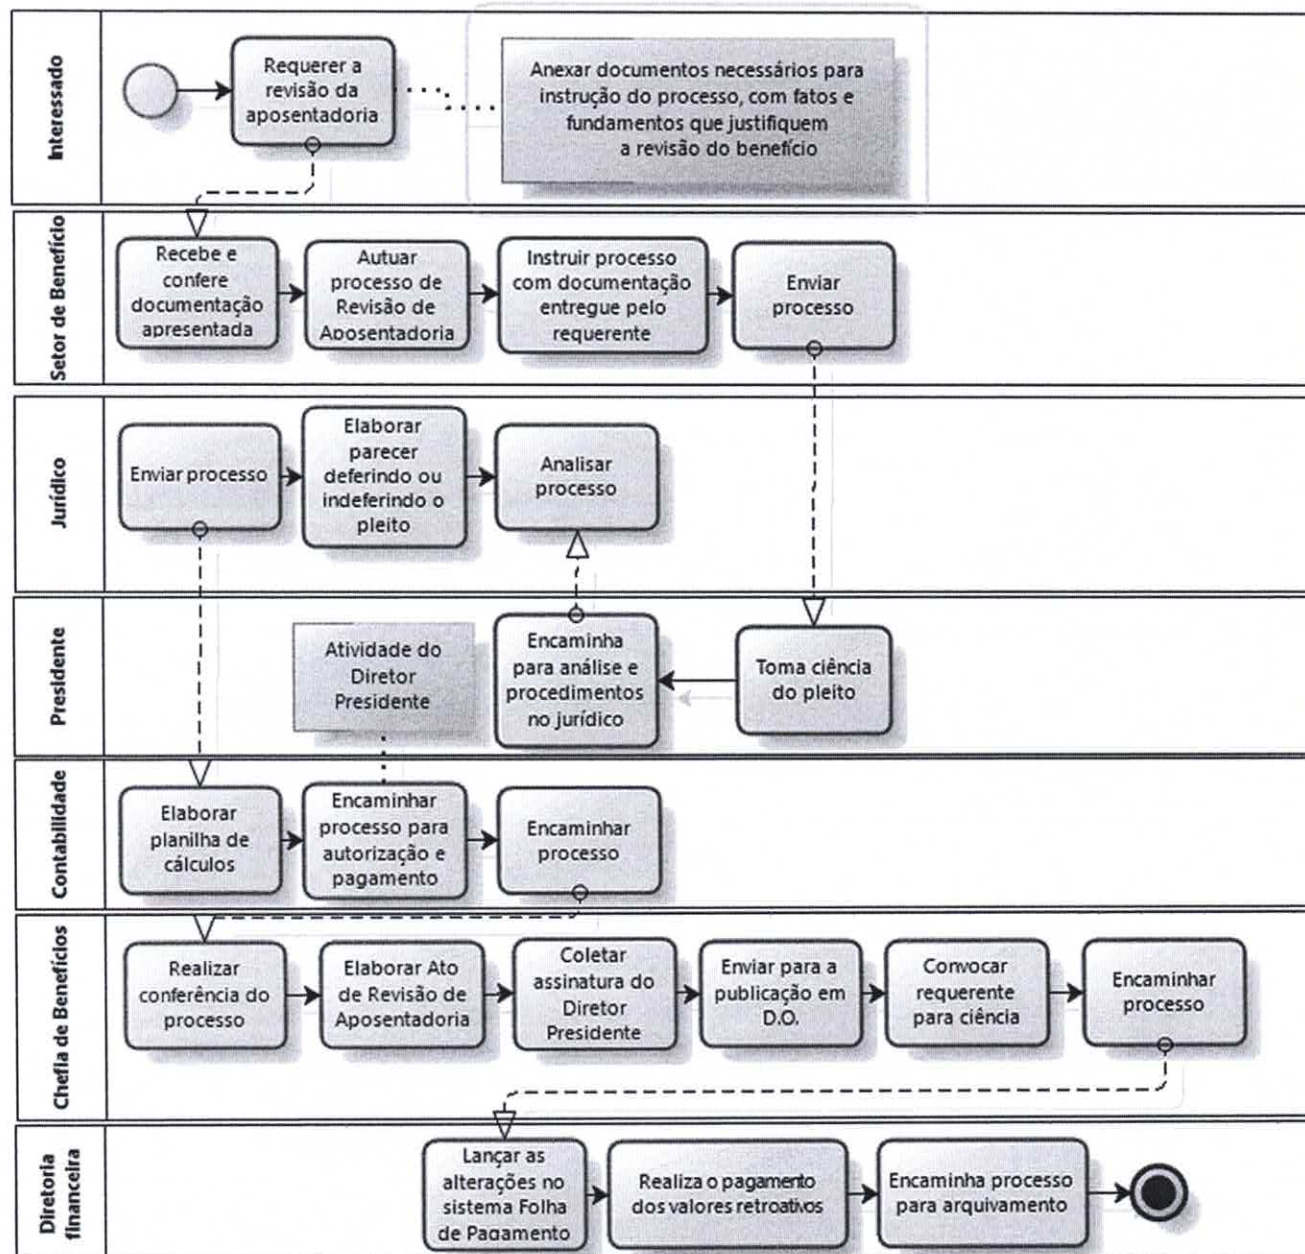 Interessado
Requerer a
revisão da
aposentadoria
Anexar documentos necessários para
instrução do processo, com fatos e
fundamentos que justifiquem
a revisão do benefício
Setor de Benefício
Recebe e
confere
documentação
apresentada
Autuar
processo de
Revisão de
Aposentadoria
Instruir processo
com documentação
entregue pelo
requerente
Enviar
processo
Jurídico
Enviar processo
Elaborar
parecer
deferindo ou
indeferindo o
pleito
Analisar
processo
Presidente
Atividade do
Diretor
Presidente
Encaminha
para análise e
procedimentos
no jurídico
Toma ciência
do pleito
Contabilidade
Elaborar
planilha de
cálculos
Encaminhar
processo para
autorização e
pagamento
Encaminhar
processo
Chefia de Benefícios
Realizar
conferência do
processo
Elaborar Ato
de Revisão de
Aposentadoria
Coletar
assinatura do
Diretor
Presidente
Enviar para a
publicação em
D.O.
Convocar
requerente
para ciência
Encaminhar
processo
Diretoria
financeira
Lançar as
alterações no
sistema Folha
de Pagamento
Realiza o pagamento
dos valores retroativos
Encaminha processo
para arquivamento